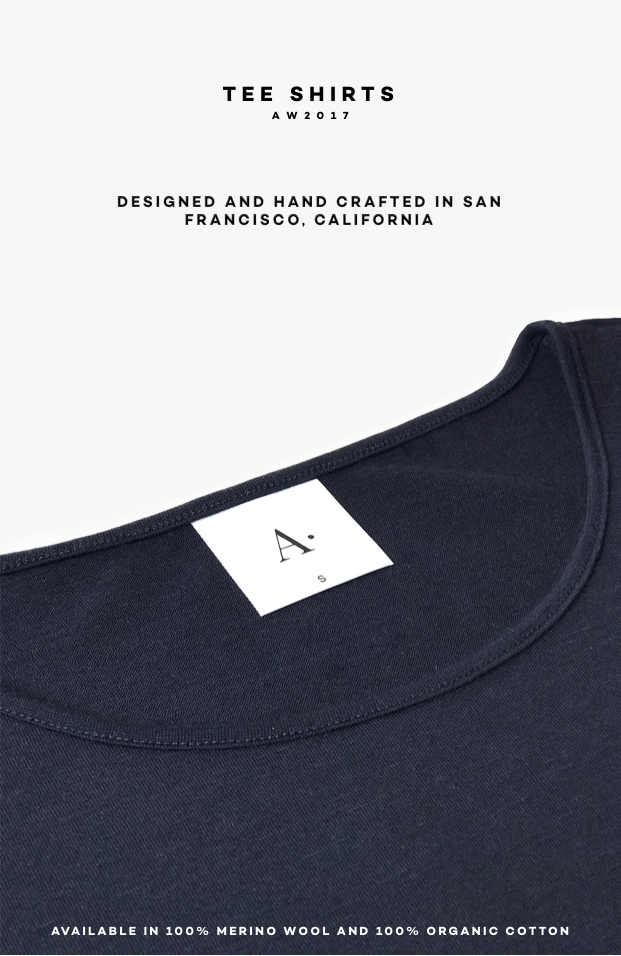 TEE SHIRTS
AW2017
DESIGNED AND HAND CRAFTED IN SAN
FRANCISCO, CALIFORNIA
A.
S
AVAILABLE IN 100% MERINO WOOL AND 100% ORGANIC COTTON